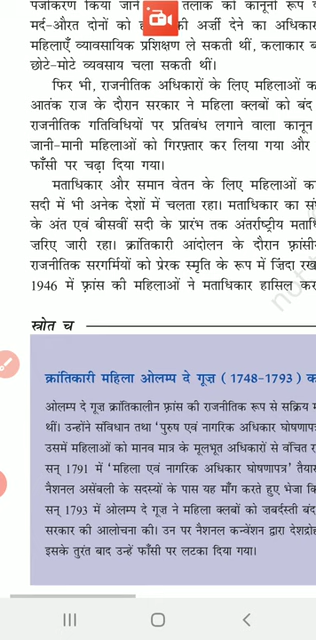 पंजीकरण किया जाने तलाक को कानूनी रूप
मर्द-औरत दोनों को की अर्ज़ी देने का अधिकार
महिलाएँ व्यावसायिक प्रशिक्षण ले सकती थीं, कलाकार
छोटे-मोटे व्यवसाय चला सकती थीं।
फिर भी, राजनीतिक अधिकारों के लिए महिलाओं
आतंक राज के दौरान सरकार ने महिला क्लबों को बंद
राजनीतिक गतिविधियों पर प्रतिबंध लगाने वाला कानून
जानी-मानी महिलाओं को गिरफ़्तार कर लिया गया और
फाँसी पर चढ़ा दिया गया।
मताधिकार और समान वेतन के लिए महिलाओं
सदी में भी अनेक देशों में चलता रहा। मताधिकार का
के अंत एवं बीसवीं सदी के प्रारंभ तक अंतर्राष्ट्रीय
ज़रिए जारी रहा। क्रांतिकारी आंदोलन के दौरान
राजनीतिक सरगर्मियों को प्रेरक स्मृति के रूप में ज़िंदा
1946 में फ़्रांस की महिलाओं ने मताधिकार हासिल
not
स्रोत च
क्रांतिकारी महिला ओलम्प दे गूज़ (1748-1793)
ओलम्प दे गूज़ क्रांतिकालीन फ़्रांस की राजनीतिक रूप से सक्रिय
थीं। उन्होंने संविधान तथा 'पुरुष एवं नागरिक अधिकार
उसमें महिलाओं को मानव मात्र के मूलभूत अधिकारों से वंचित
सन् 1791 में 'महिला एवं नागरिक अधिकार घोषणापत्र'
नैशनल असेंबली के सदस्यों के पास यह माँग करते हुए भेजा
सन् 1793 में ओलम्प दे गूज़ ने महिला क्लबों को ज़बर्दस्ती बंद
सरकार की आलोचना की। उन पर नैशनल कन्वेंशन द्वारा
इसके तुरंत बाद उन्हें फाँसी पर लटका दिया गया।